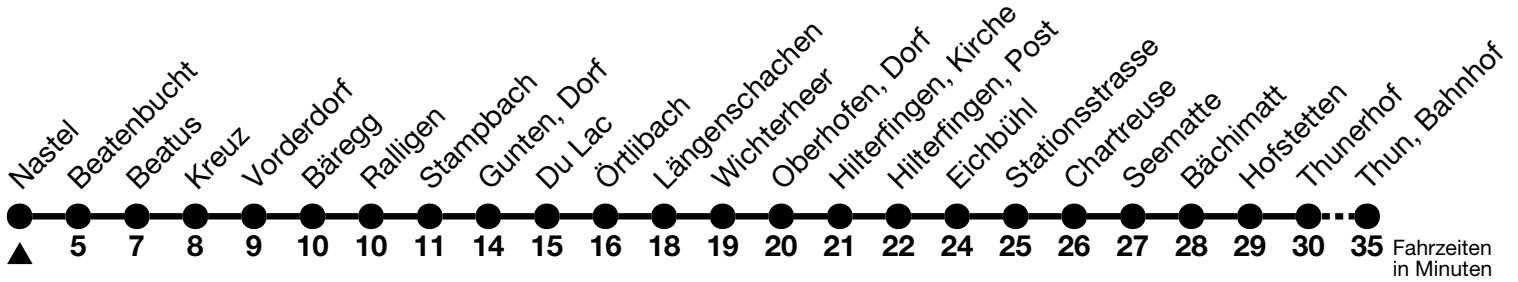 Nastel
Beatenbucht
Beatus
Kreuz
Vorderdorf
Bäregg
Ralligen
Stampbach
Gunten, Dorf
Du Lac
Örtlibach
Längenschachen
Wichterheer
Oberhofen, Dorf
Hilterfingen, Kirche
Hilterfingen, Post
Eichbühl
Stationsstrasse
Chartreuse
Seematte
Bächimatt
Hofstetten
Thunerhof
Thun, Bahnhof
5 7 8 9 10 10 11 14 15 16 18 19 20 21 22 24 25 26 27 28 29 30 35 Fahrzeiten
in Minuten